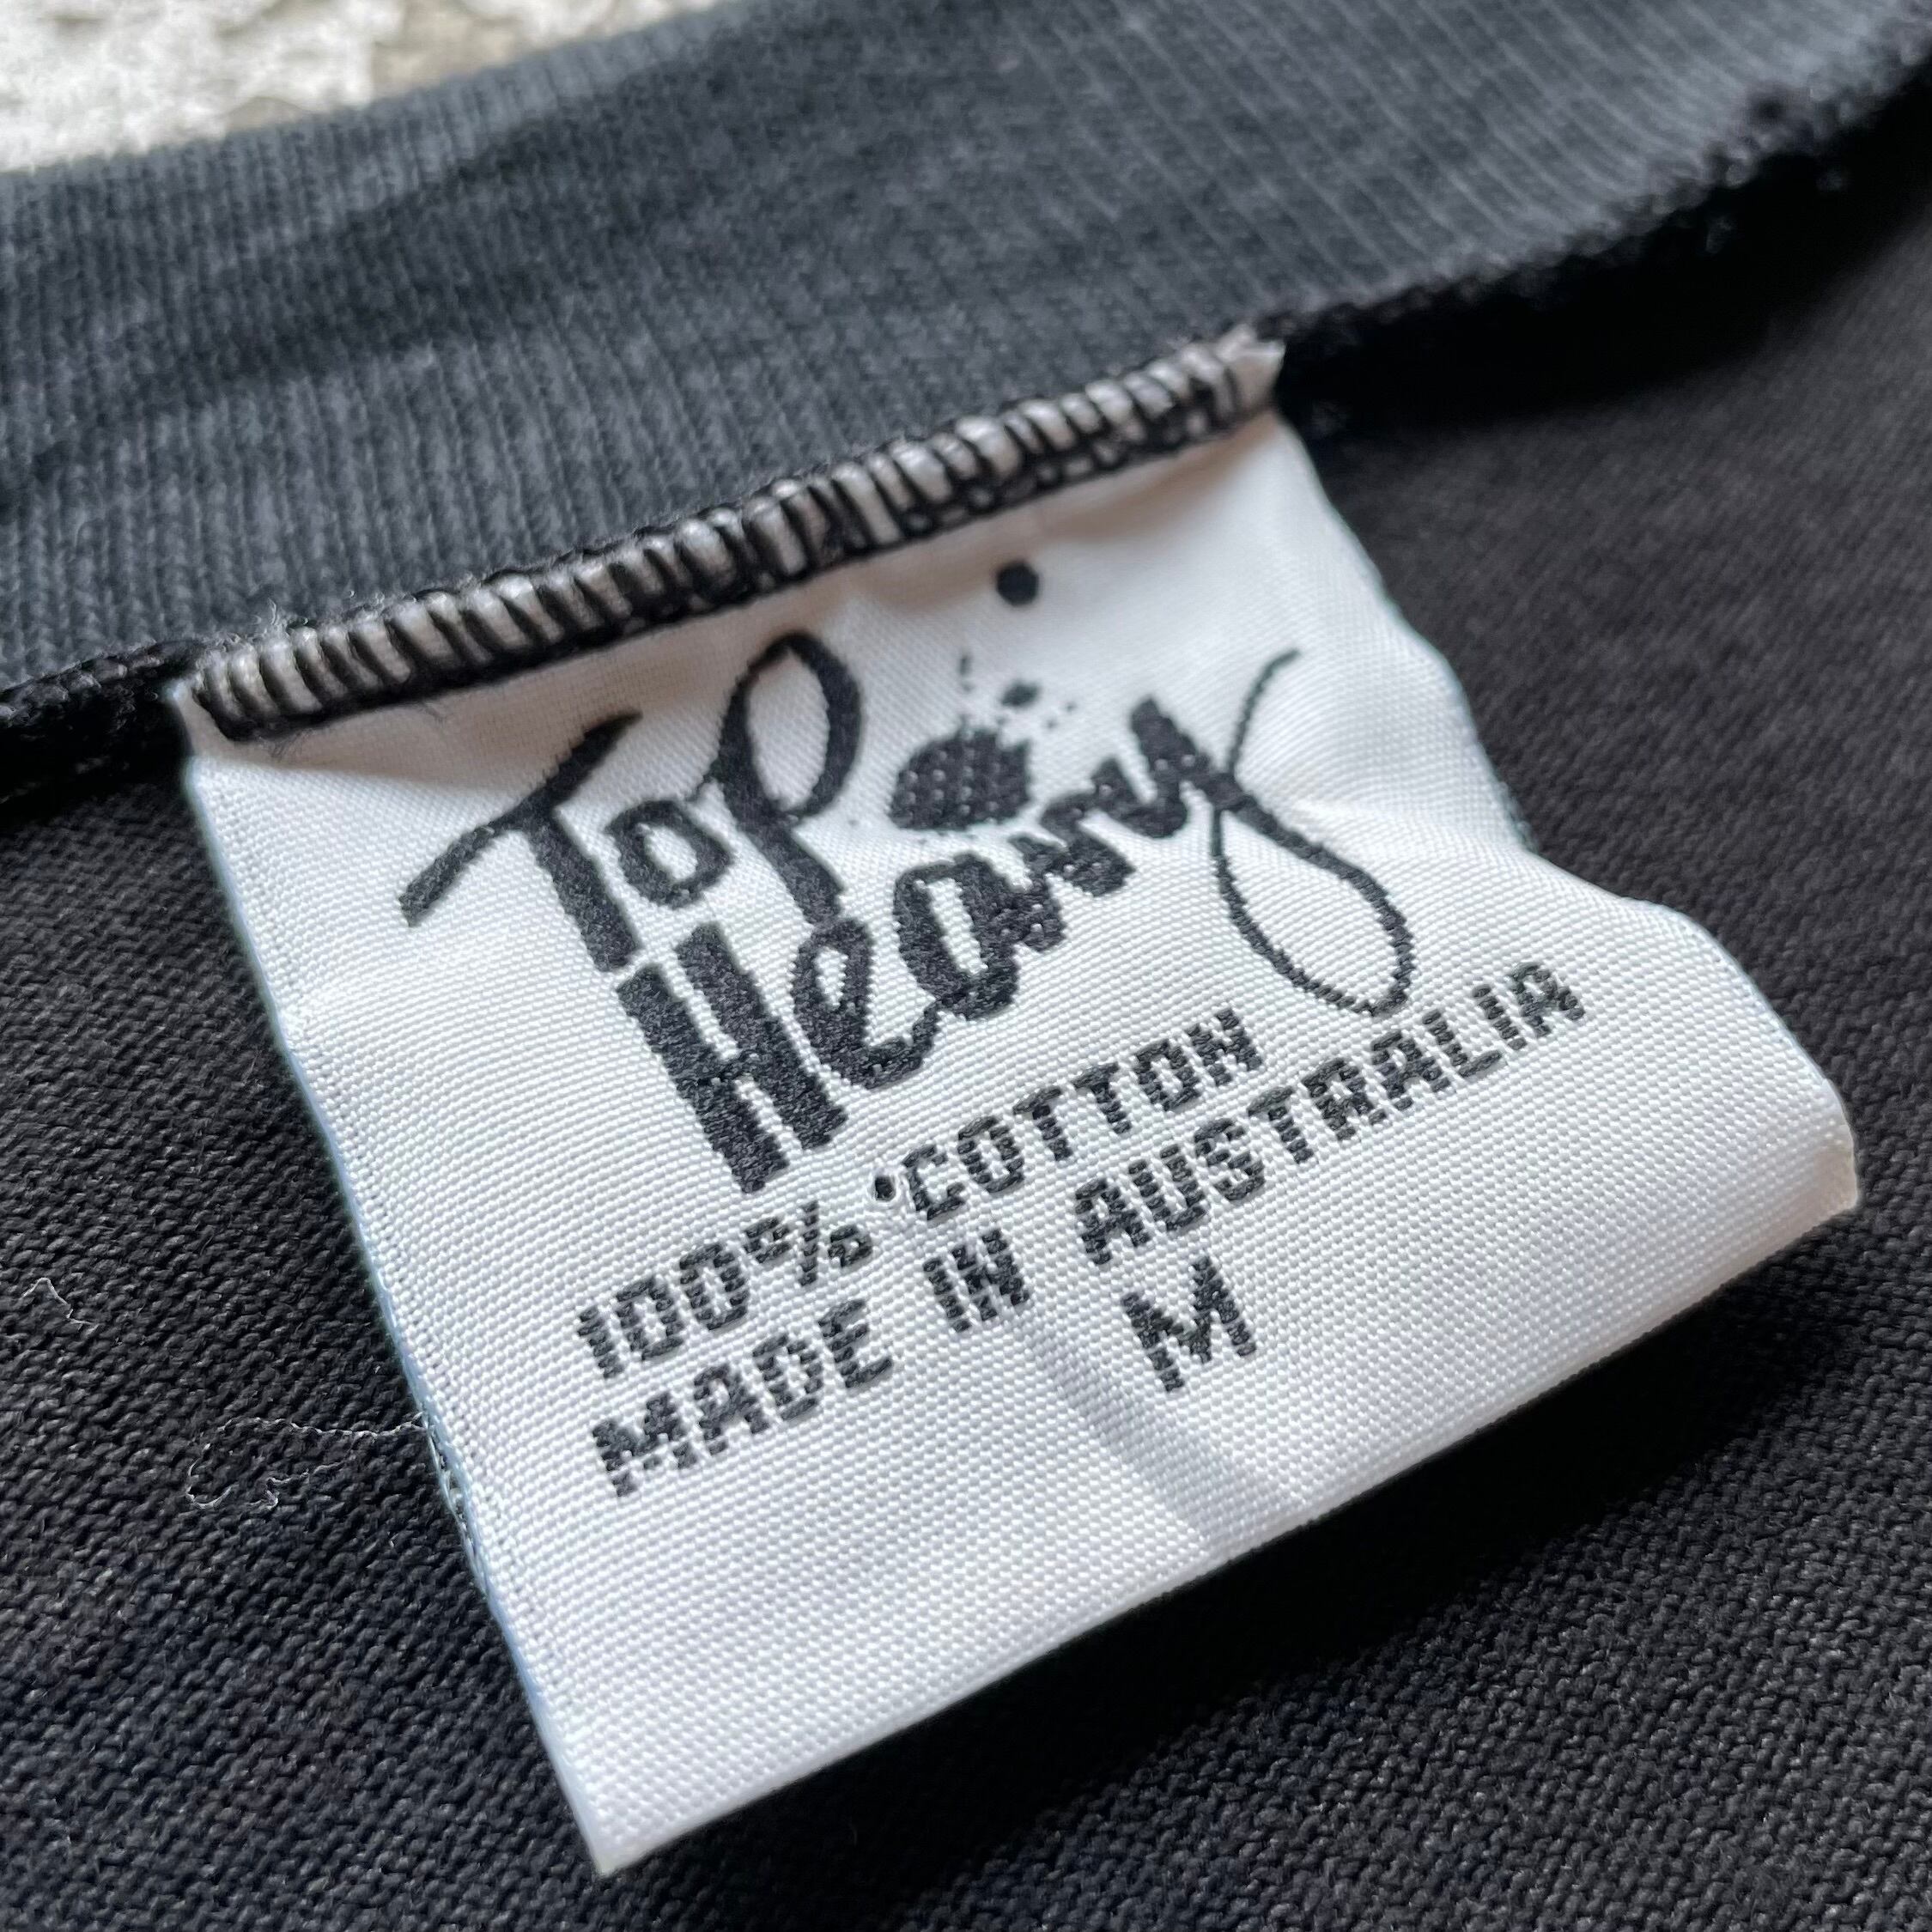 Top
Heavy
100% COTTON
MADE IN AUSTRALIA
M